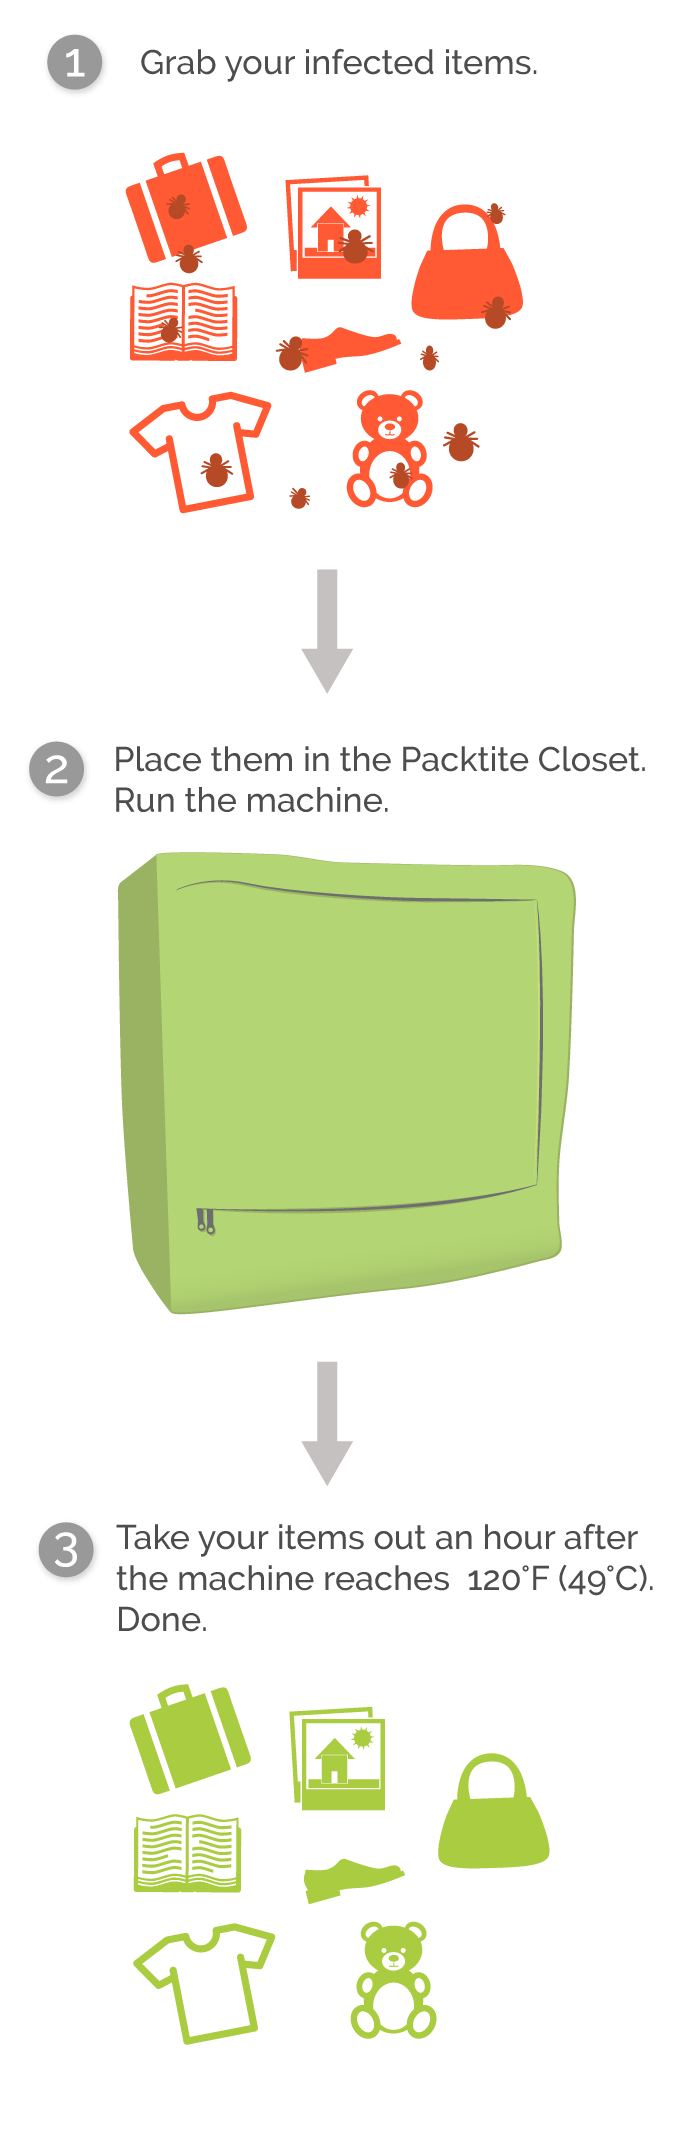 1
Grab your infected items.
2
Place them in the Packtite Closet.
Run the machine.
3
Take your items out an hour after
the machine reaches 120°F (49°C).
Done.